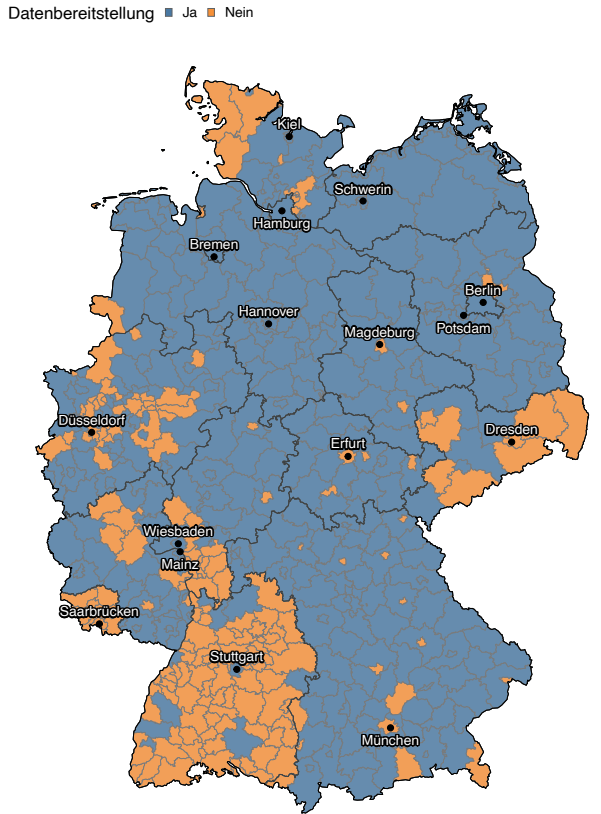 Datenbereitstellung Ja Nein
Kiel
Schwerin
Hamburg
Bremen
Berlin
Hannover
Potsdam
Magdeburg
Düsseldorf
Dresden
Erfurt
Wiesbaden
Mainz
Saarbrücken
Stuttgart
München